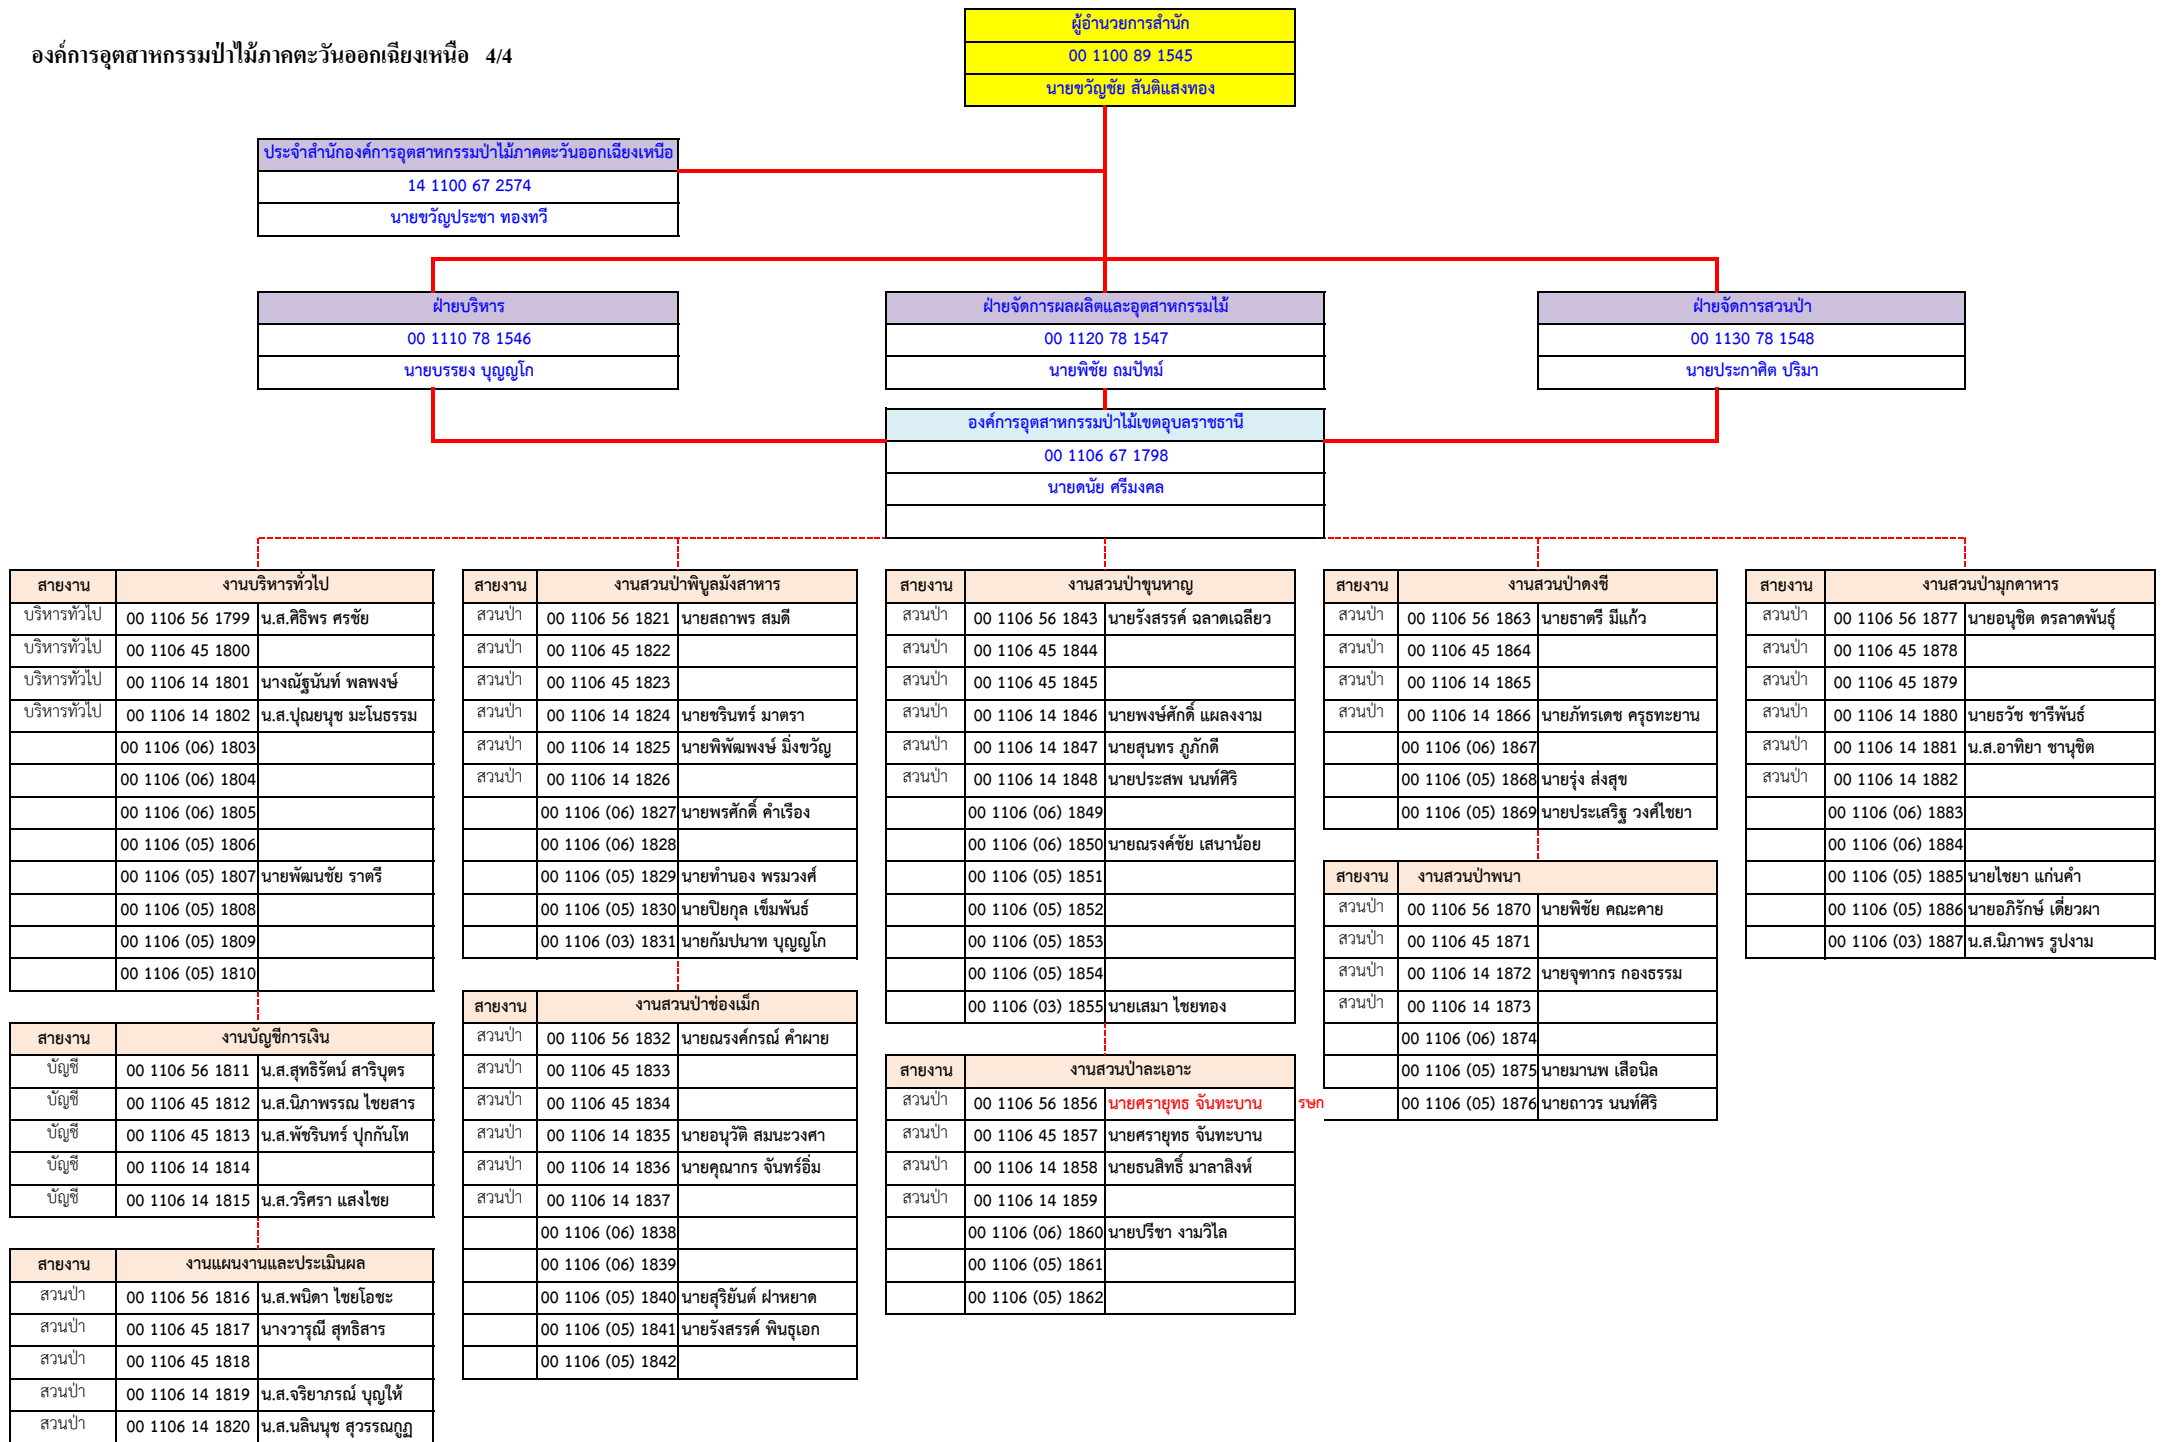 องค์การอุตสาหกรรมป่าไม้ภาคตะวันออกเฉียงเหนือ 4/4
ผู้อำนวยการสำนัก
00 1100 89 1545
นายขวัญชัย สันติแสงทอง
ประจำสำนักองค์การอุตสาหกรรมป่าไม้ภาคตะวันออกเฉียงเหนือ
14 1100 67 2574
นายขวัญประชา ทองทวี
ฝ่ายบริหาร
00 1110 78 1546
นายบรรยง บุญญโก
ฝ่ายจัดการผลผลิตและอุตสาหกรรมไม้
00 1120 78 1547
นายพิชัย ถมปัทม์
ฝ่ายจัดการสวนป่า
00 1130 78 1548
นายประกาศิต ปริมา
องค์การอุตสาหกรรมป่าไม้เขตอุบลราชธานี
00 1106 67 1798
นายดนัย ศรีมงคล
สายงาน งานบริหารทั่วไป
บริหารทั่วไป 00 1106 56 1799 น.ส.ศิธิพร ศรชัย
บริหารทั่วไป 00 1106 45 1800
บริหารทั่วไป 00 1106 14 1801 นางณัฐนันท์ พลพงษ์
บริหารทั่วไป 00 1106 14 1802 น.ส.ปุณยนุช มะโนธรรม
00 1106 (06) 1803
00 1106 (06) 1804
00 1106 (06) 1805
00 1106 (05) 1806
00 1106 (05) 1807 นายพัฒนชัย ราตรี
00 1106 (05) 1808
00 1106 (05) 1809
00 1106 (05) 1810
สายงาน งานบัญชีการเงิน
บัญชี 00 1106 56 1811 น.ส.สุทธิรัตน์ สาริบุตร
บัญชี 00 1106 45 1812 น.ส.นิภาพรรณ ไชยสาร
บัญชี 00 1106 45 1813 น.ส.พัชรินทร์ ปุกกันโท
บัญชี 00 1106 14 1814
บัญชี 00 1106 14 1815 น.ส.วริศรา แสงไชย
สายงาน งานแผนงานและประเมินผล
สวนป่า 00 1106 56 1816 น.ส.พนิดา ไชยโอชะ
สวนป่า 00 1106 45 1817 นางวารุณี สุทธิสาร
สวนป่า 00 1106 45 1818
สวนป่า 00 1106 14 1819 น.ส.จริยาภรณ์ บุญให้
สวนป่า 00 1106 14 1820 น.ส.นลินนุช สุวรรณกูฏ
สายงาน งานสวนป่าพิบูลมังสาหาร
สวนป่า 00 1106 56 1821 นายสถาพร สมดี
สวนป่า 00 1106 45 1822
สวนป่า 00 1106 45 1823
สวนป่า 00 1106 14 1824 นายชรินทร์ มาตรา
สวนป่า 00 1106 14 1825 นายพิพัฒพงษ์ มิ่งขวัญ
สวนป่า 00 1106 14 1826
00 1106 (06) 1827 นายพรศักดิ์ คำเรือง
00 1106 (06) 1828
00 1106 (05) 1829 นายทำนอง พรมวงศ์
00 1106 (05) 1830 นายปิยกุล เข็มพันธ์
00 1106 (03) 1831 นายกัมปนาท บุญญโก
สายงาน งานสวนป่าช่องเม็ก
สวนป่า 00 1106 56 1832 นายณรงค์กรณ์ คำผาย
สวนป่า 00 1106 45 1833
สวนป่า 00 1106 45 1834
สวนป่า 00 1106 14 1835 นายอนุวัติ สมนะวงศา
สวนป่า 00 1106 14 1836 นายคุณากร จันทร์อิ่ม
สวนป่า 00 1106 14 1837
00 1106 (06) 1838
00 1106 (06) 1839
00 1106 (05) 1840 นายสุริยันต์ ฝาหยาด
00 1106 (05) 1841 นายรังสรรค์ พินธุเอก
00 1106 (05) 1842
สายงาน งานสวนป่าขุนหาญ
สวนป่า 00 1106 56 1843 นายรังสรรค์ ฉลาดเฉลียว
สวนป่า 00 1106 45 1844
สวนป่า 00 1106 45 1845
สวนป่า 00 1106 14 1846 นายพงษ์ศักดิ์ แผลงงาม
สวนป่า 00 1106 14 1847 นายสุนทร ภูภักดี
สวนป่า 00 1106 14 1848 นายประสพ นนท์ศิริ
00 1106 (06) 1849
00 1106 (06) 1850 นายณรงค์ชัย เสนาน้อย
00 1106 (05) 1851
00 1106 (05) 1852
00 1106 (05) 1853
00 1106 (05) 1854
00 1106 (03) 1855 นายเสมา ไชยทอง
สายงาน งานสวนป่าละเอาะ
สวนป่า 00 1106 56 1856 นายศรายุทธ จันทะบาน รษก
สวนป่า 00 1106 45 1857 นายศรายุทธ จันทะบาน
สวนป่า 00 1106 14 1858 นายธนสิทธิ์ มาลาสิงห์
สวนป่า 00 1106 14 1859
00 1106 (06) 1860 นายปรีชา งามวิไล
00 1106 (05) 1861
00 1106 (05) 1862
สายงาน งานสวนป่าดงชี
สวนป่า 00 1106 56 1863 นายธาตรี มีแก้ว
สวนป่า 00 1106 45 1864
สวนป่า 00 1106 14 1865
สวนป่า 00 1106 14 1866 นายภัทรเดช ครุธทะยาน
00 1106 (06) 1867
00 1106 (05) 1868 นายรุ่ง ส่งสุข
00 1106 (05) 1869 นายประเสริฐ วงศ์ไชยา
สายงาน งานสวนป่าพนา
สวนป่า 00 1106 56 1870 นายพิชัย คณะคาย
สวนป่า 00 1106 45 1871
สวนป่า 00 1106 14 1872 นายจุฑากร กองธรรม
สวนป่า 00 1106 14 1873
00 1106 (06) 1874
00 1106 (05) 1875 นายมานพ เสือนิล
00 1106 (05) 1876 นายถาวร นนท์ศิริ
สายงาน งานสวนป่ามุกดาหาร
สวนป่า 00 1106 56 1877 นายอนุชิต ดรลาดพันธุ์
สวนป่า 00 1106 45 1878
สวนป่า 00 1106 45 1879
สวนป่า 00 1106 14 1880 นายธวัช ชารีพันธ์
สวนป่า 00 1106 14 1881 น.ส.อาทิยา ชานุชิต
สวนป่า 00 1106 14 1882
00 1106 (06) 1883
00 1106 (06) 1884
00 1106 (05) 1885 นายไชยา แก่นคำ
00 1106 (05) 1886 นายอภิรักษ์ เดี่ยวผา
00 1106 (03) 1887 น.ส.นิภาพร รูปงาม